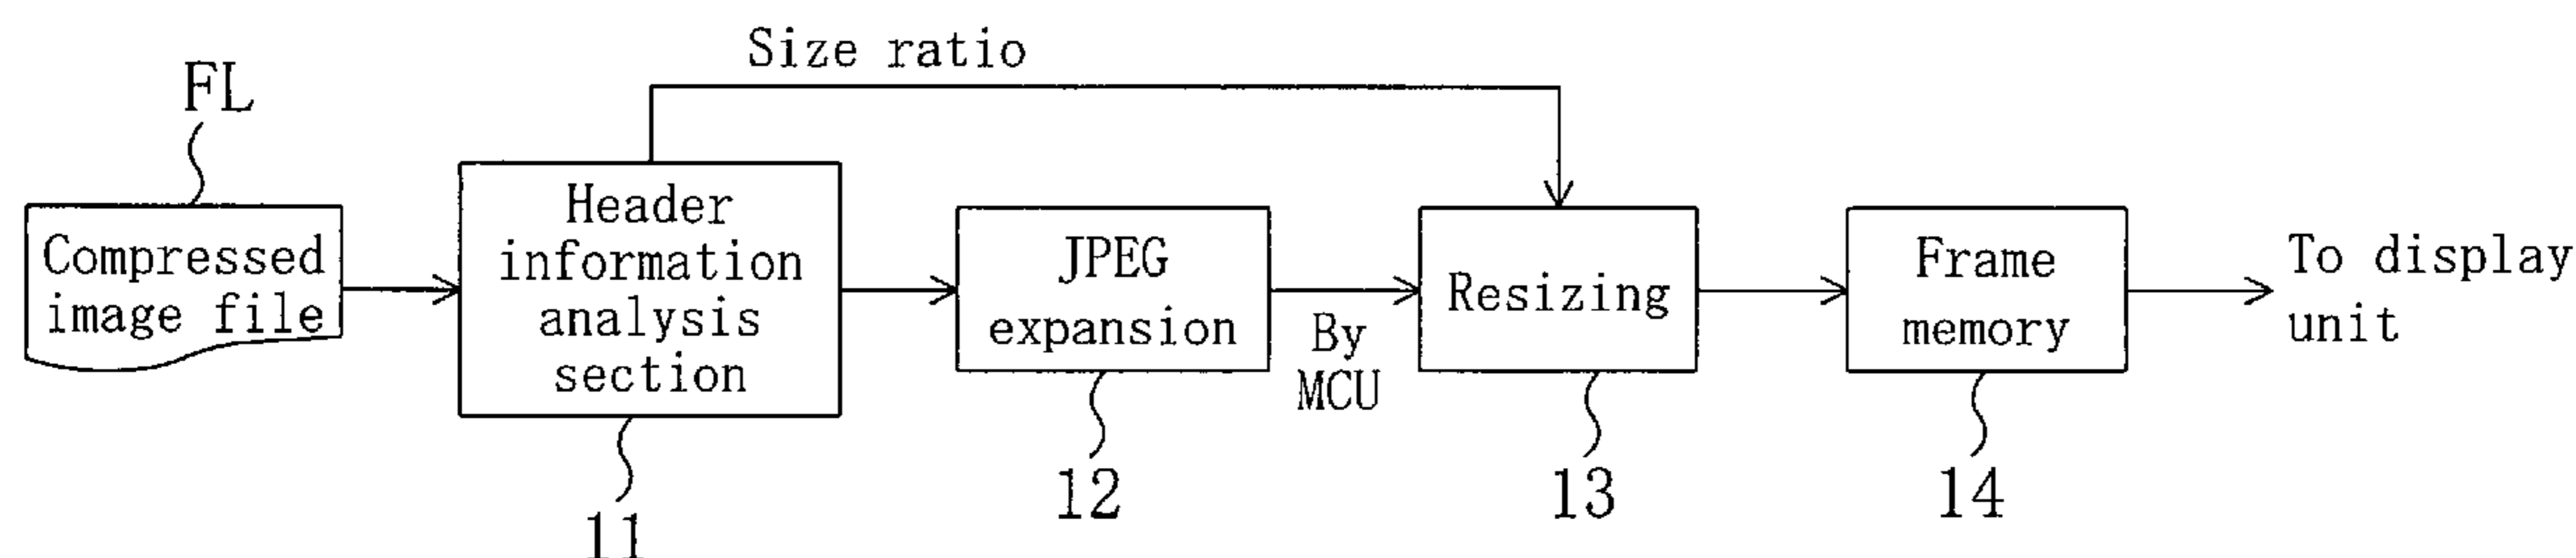 Size ratio
FL
Compressed
image file
Header
information
analysis
section
JPEG
expansion
By
MCU
Resizing
Frame
memory
To display
unit
11
12
13
14